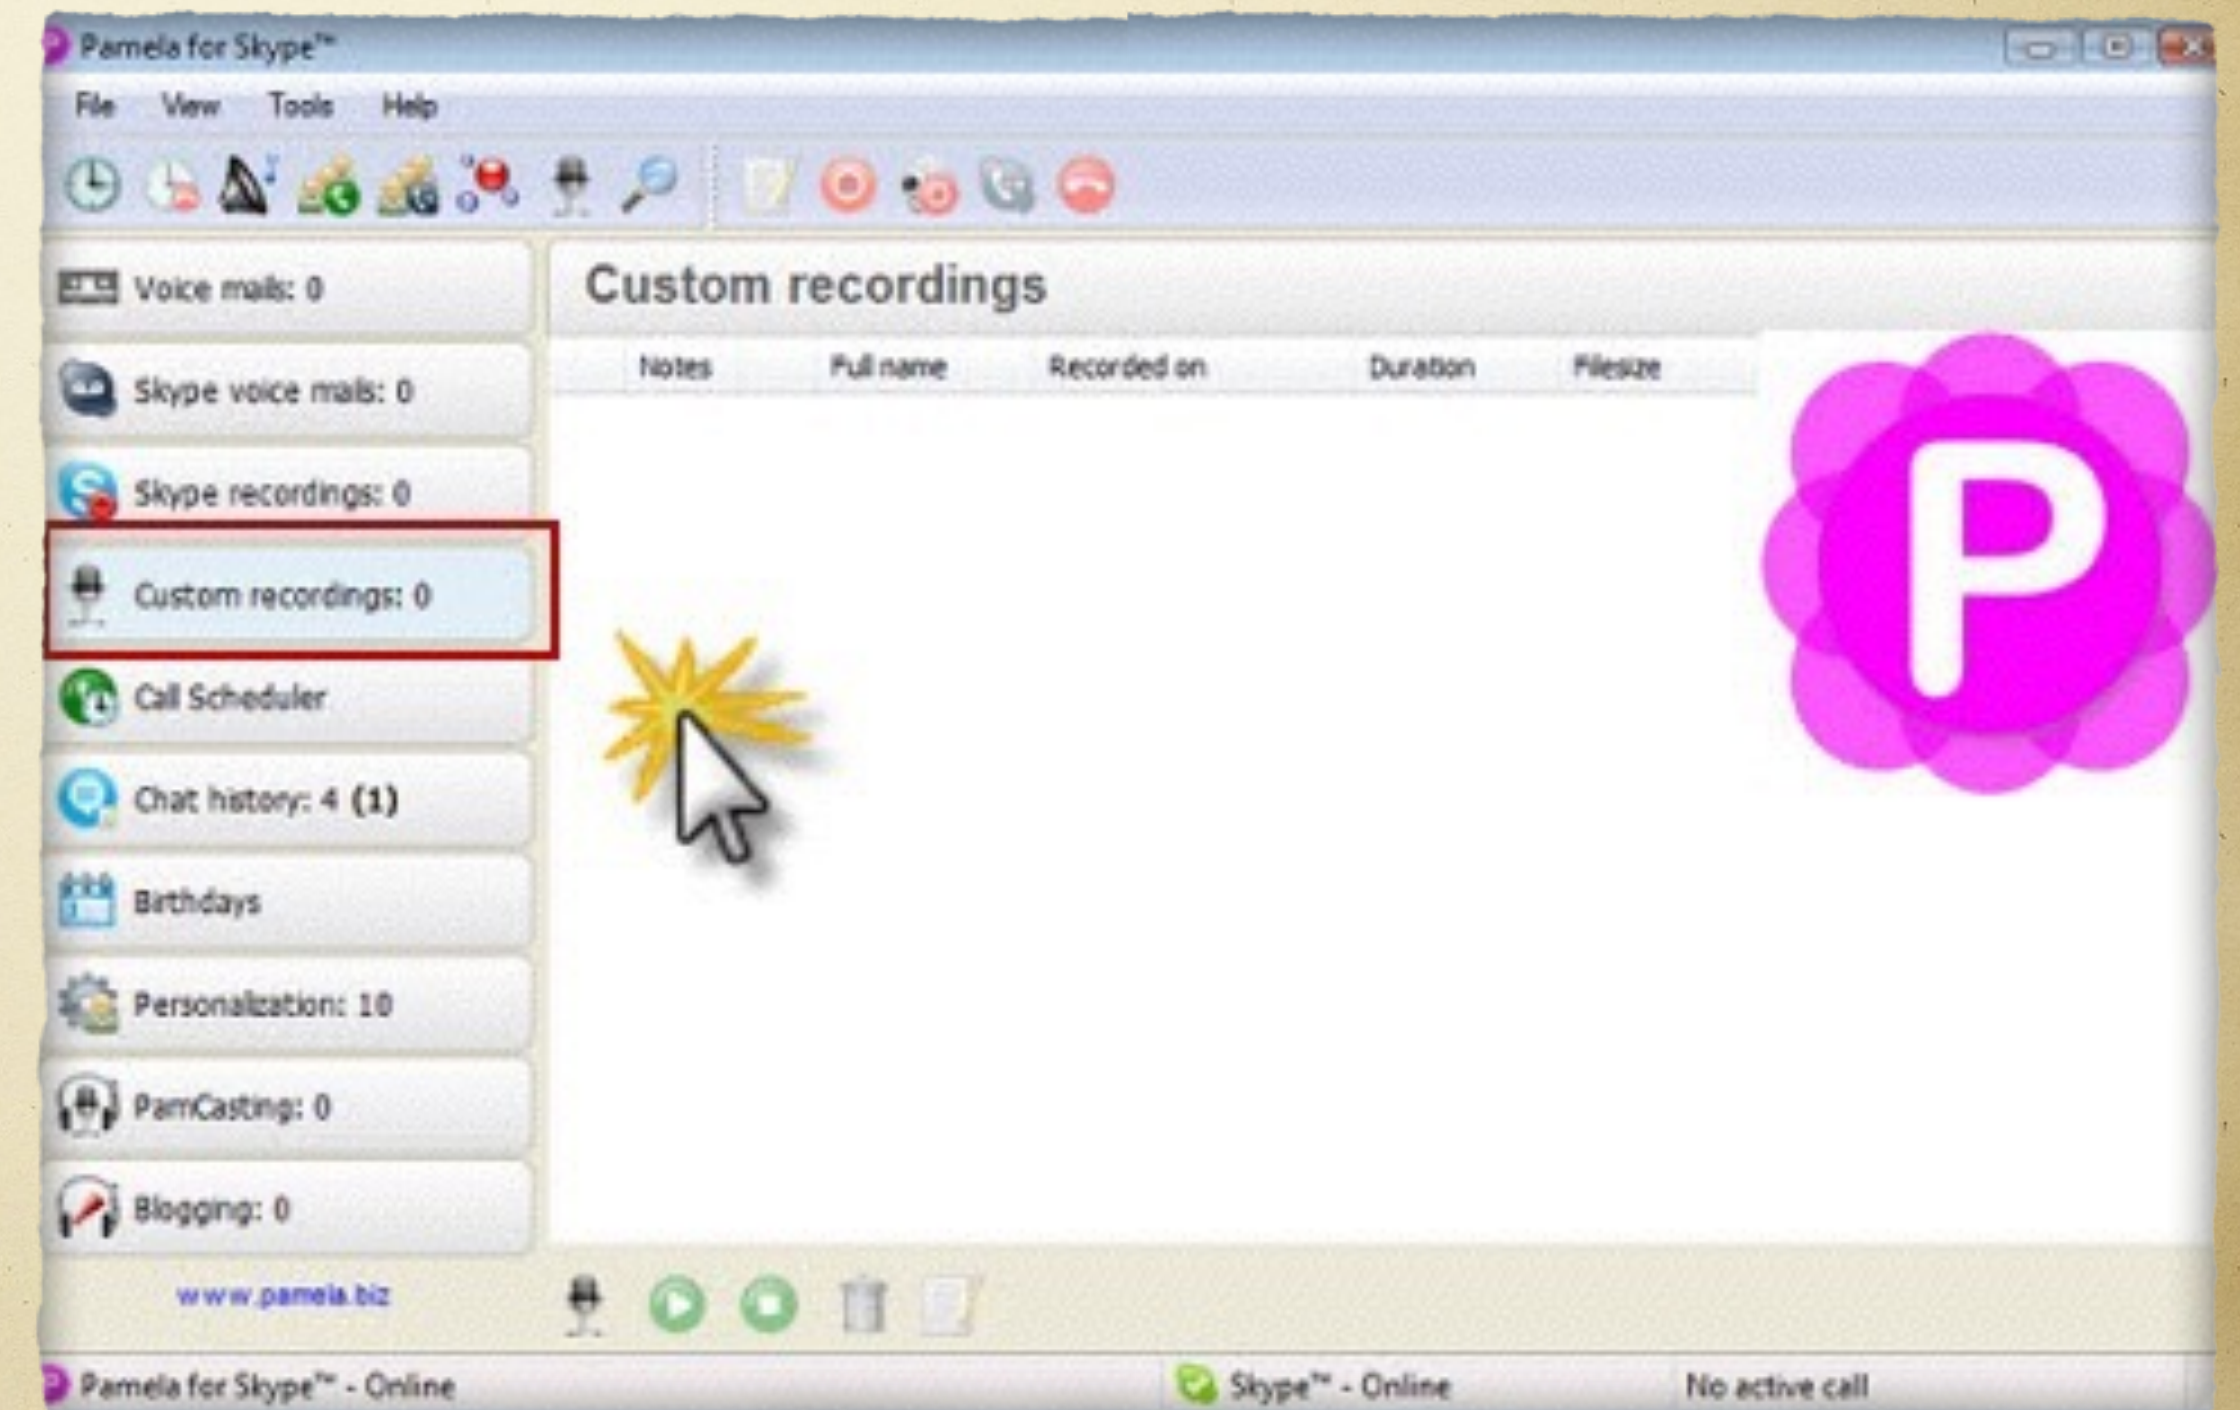 Pamela for Skype™
File View Tools Help
Voice mails: 0
Skype voice mails: 0
Skype recordings: 0
Custom recordings: 0
Call Scheduler
Chat history: 4 (1)
Birthdays
Personalization: 10
PamCasting: 0
Blogging: 0
www.pamela.biz
Custom recordings
Notes Full name Recorded on Duration Filesize
P
Pamela for Skype™ - Online Skype™ - Online No active call